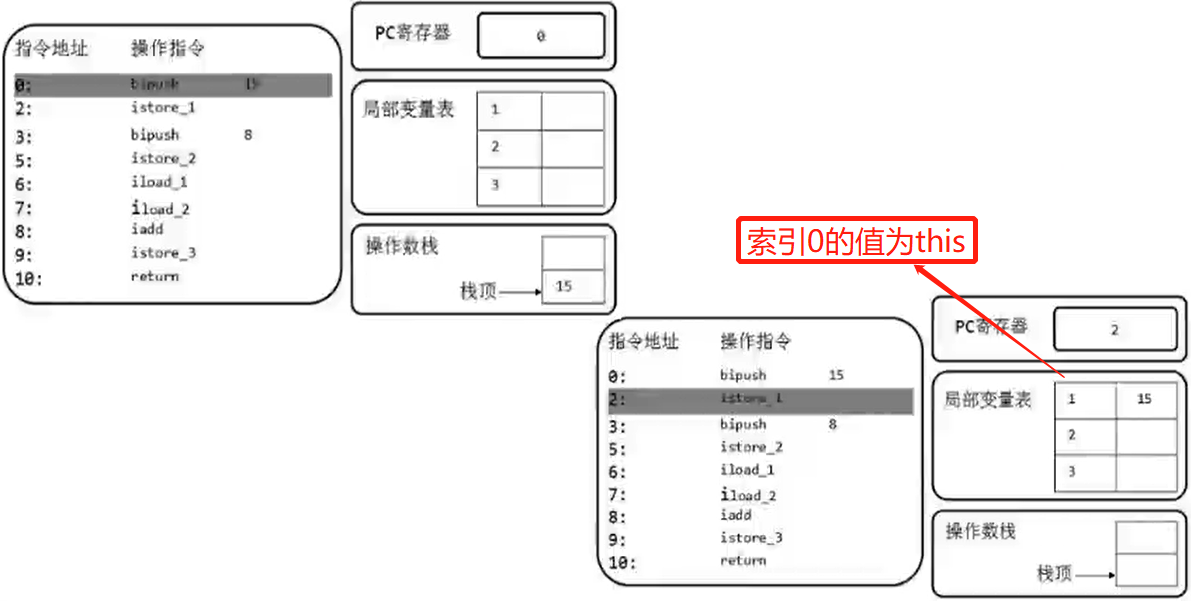 指令地址 操作指令
0: bipush 15
2: istore_1
3: bipush 8
5: istore_2
6: iload_1
7: iload_2
8: iadd
9: istore_3
10: return
PC寄存器 0
局部变量表 1
2
3
操作数栈
栈顶 15
索引0的值为this
指令地址 操作指令
0: bipush 15
2: istore_1
3: bipush 8
5: istore_2
6: iload_1
7: iload_2
8: iadd
9: istore_3
10: return
PC寄存器 2
局部变量表 1 15
2
3
操作数栈
栈顶